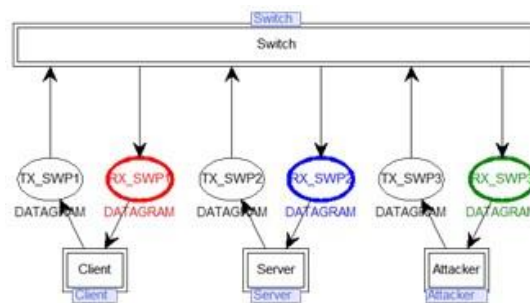 Switch
Switch
TX_SWP1 RX_SWP1 TX_SWP2 RX_SWP2 TX_SWP3 RX_SWP3
DATAGRAM DATAGRAM DATAGRAM DATAGRAM DATAGRAM DATAGRAM
Client Server Attacker
Client Server Attacker